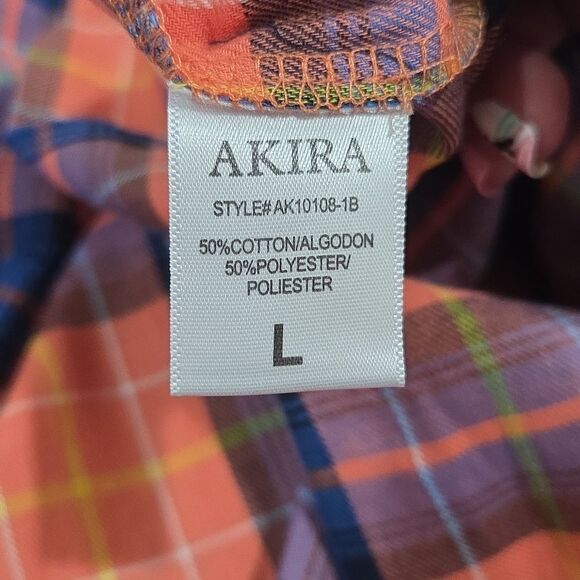 AKIRA
STYLE# AK10108-1B
50%COTTON/ALGODON
50%POLYESTER/
POLIESTER
L